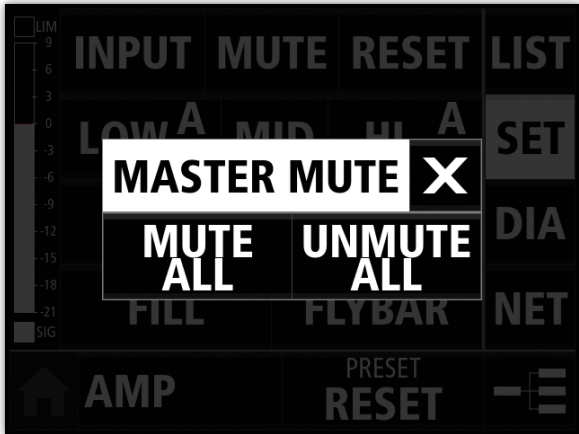 LIM
9
6
3
0
-3
-6
-9
-12
-15
-18
-21
SIG
INPUT MUTE RESET LIST
LOW A MID HI A SET
MASTER MUTE X
MUTE ALL
UNMUTE ALL
DIA
FILL FLYBAR NET
AMP
PRESET
RESET